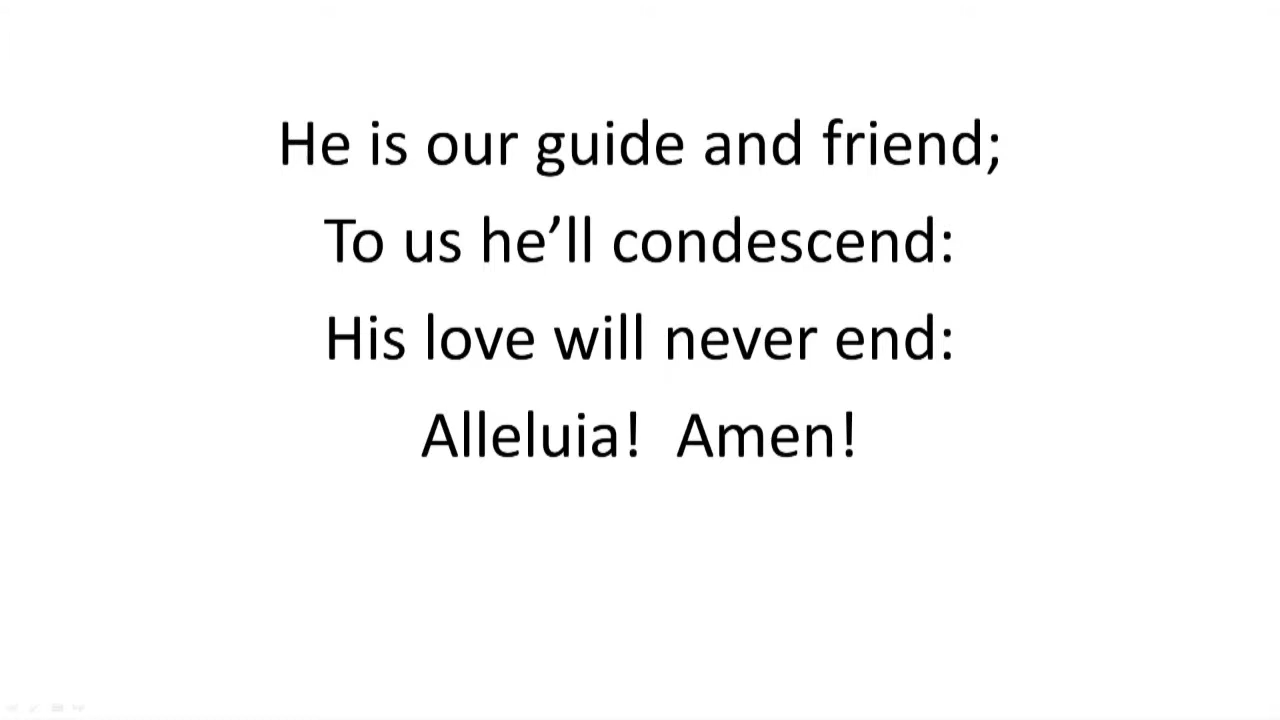 He is our guide and friend;
To us he’ll condescend:
His love will never end:
Alleluia!  Amen!